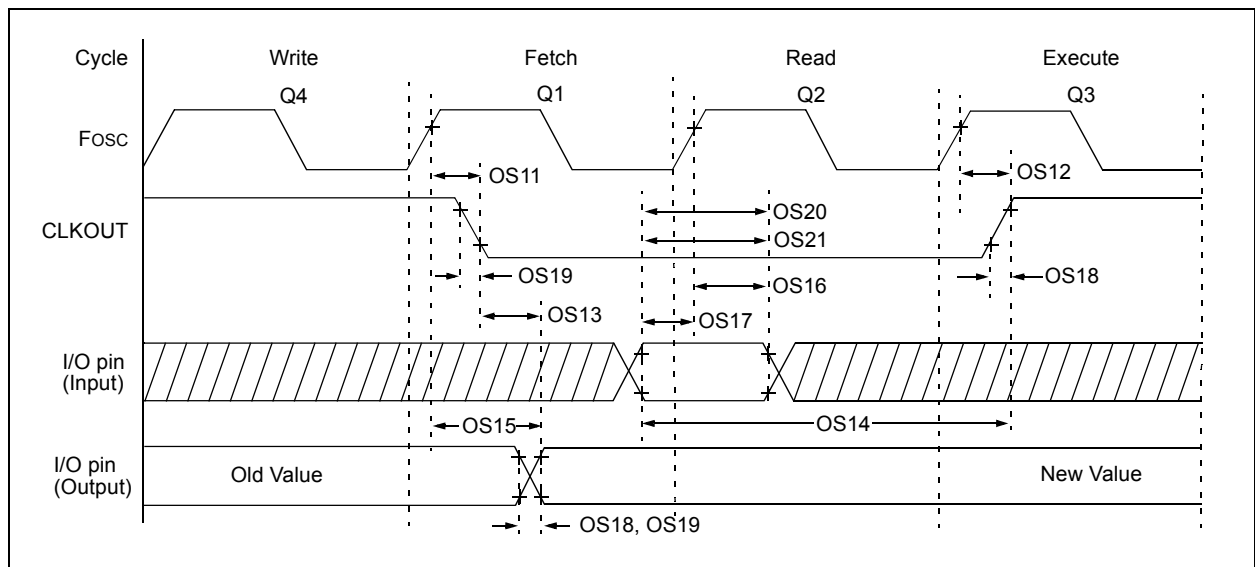 Cycle Write Fetch Read Execute
Q4 Q1 Q2 Q3
FOSC
OS11 OS12
OS20
CLKOUT
OS21
OS19 OS16 OS18
OS13 OS17
I/O pin
(Input)
OS15 OS14
I/O pin
(Output)
Old Value New Value
OS18, OS19